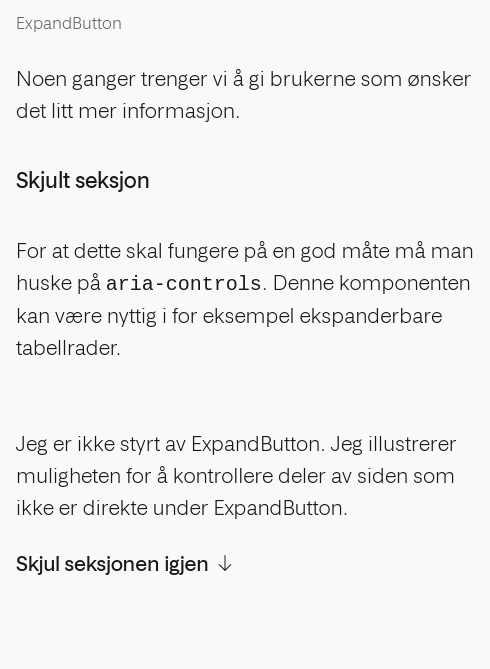 ExpandButton
Noen ganger trenger vi å gi brukerne som ønsker
det litt mer informasjon.
Skjult seksjon
For at dette skal fungere på en god måte må man
huske på aria-controls. Denne komponenten
kan være nyttig i for eksempel ekspanderbare
tabellrader.
Jeg er ikke styrt av ExpandButton. Jeg illustrerer
muligheten for å kontrollere deler av siden som
ikke er direkte under ExpandButton.
Skjul seksjonen igjen ↓